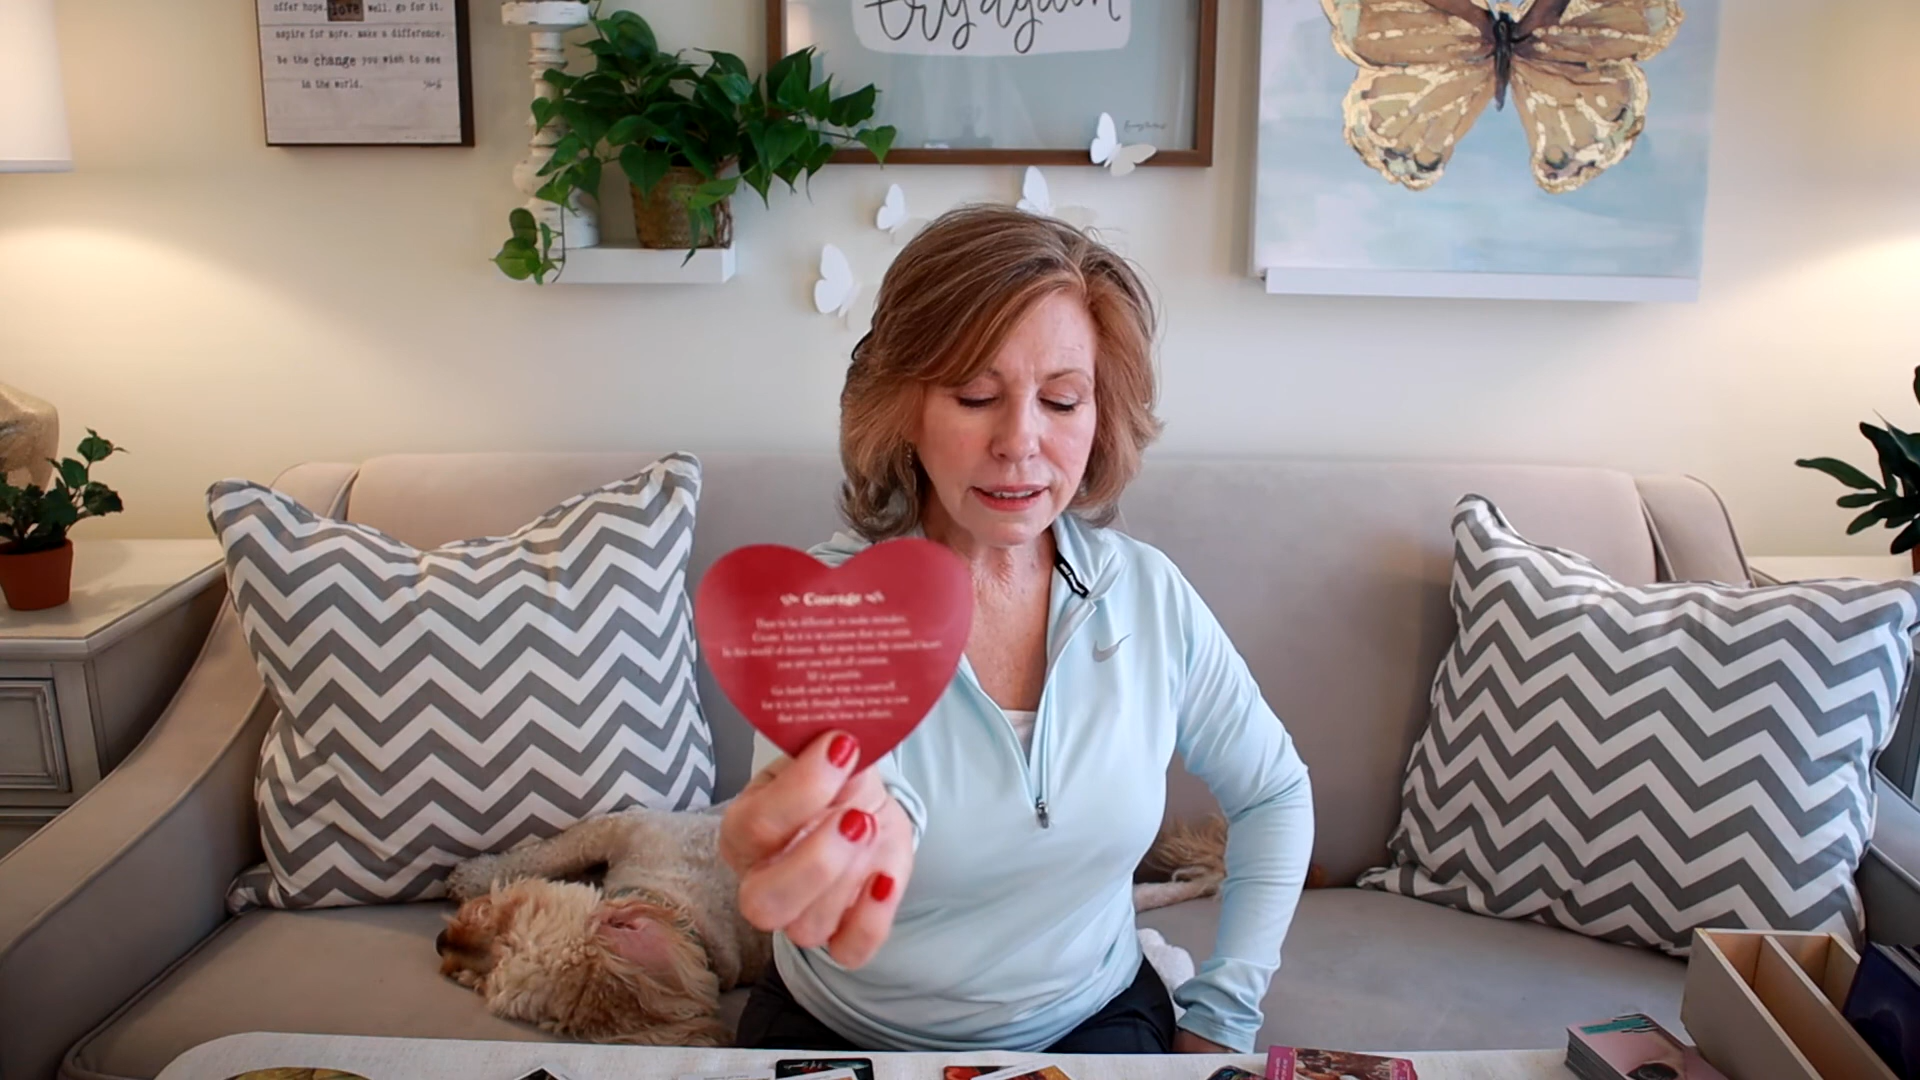 offer hope. love well. go for it.
aspire for more. make a difference.
be the change you wish to see
in the world.
try again
Courage
Dare to be different, to make mistakes.
Create, for it is in creation that you exist.
In this world of dreams, that stem from the eternal heart,
you are one with all creation.
All is possible.
Go forth and be true to yourself,
for it is only through being true to you
that you can be true to others.